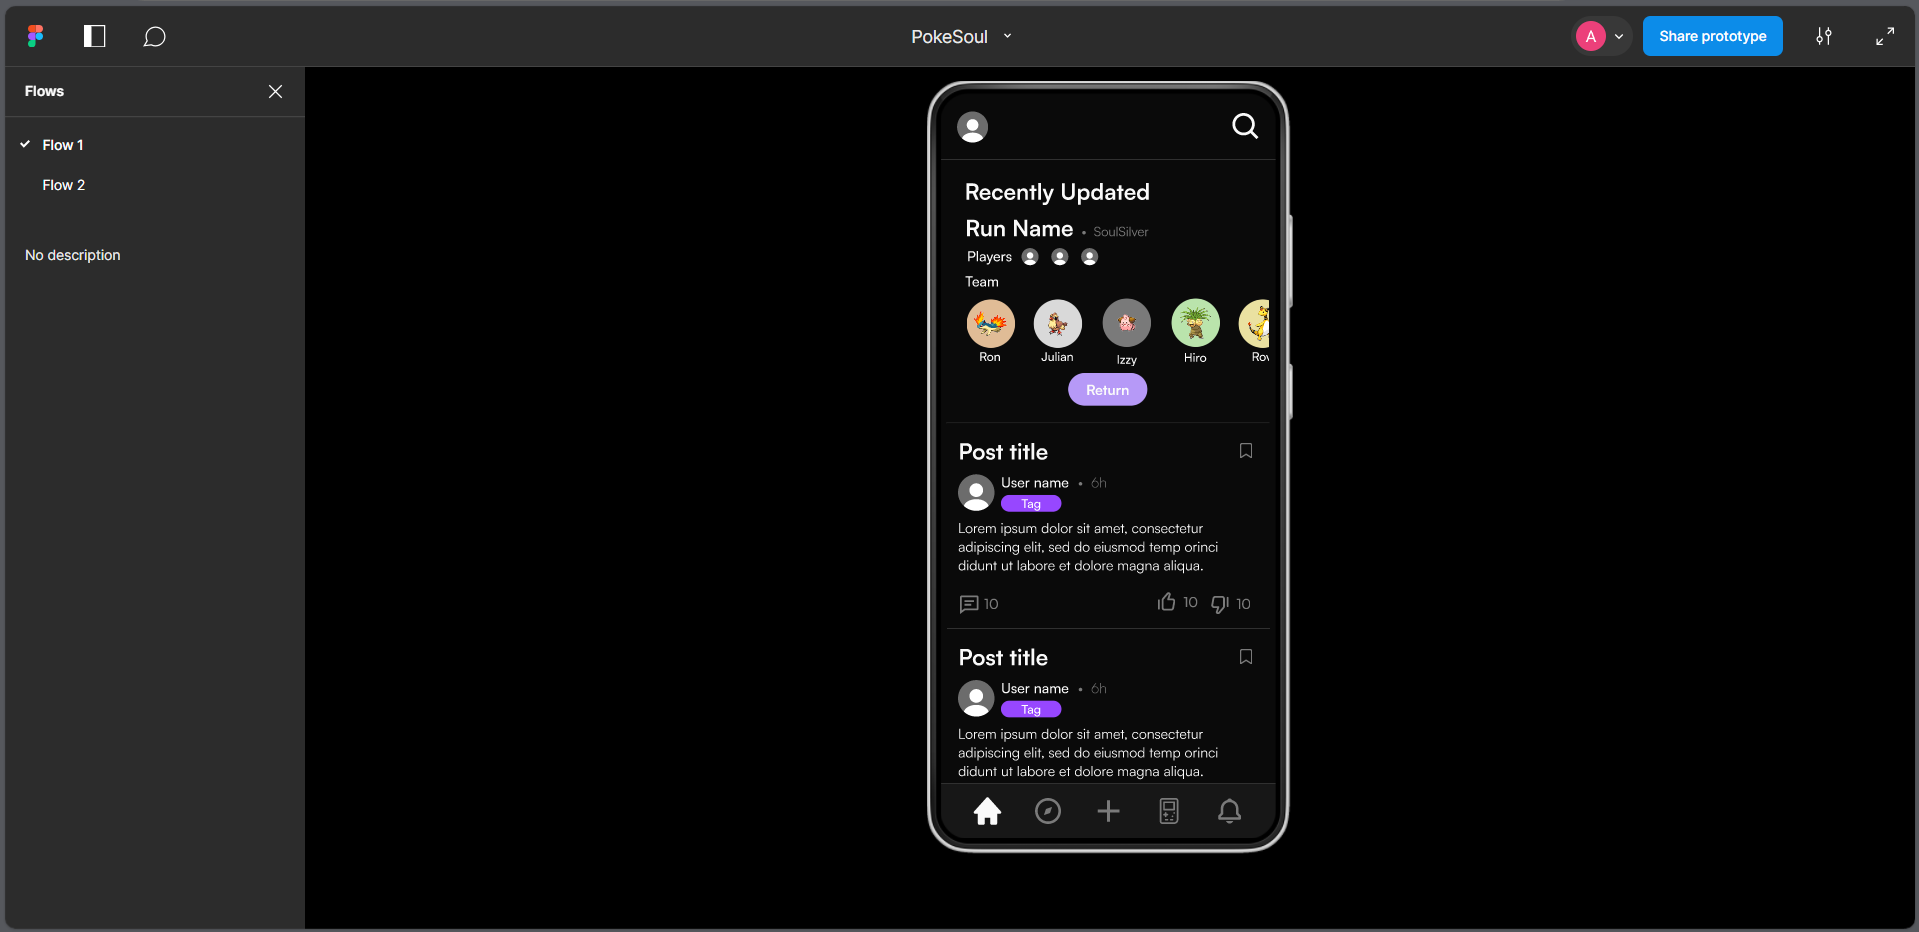 PokeSoul
A
Share prototype
Flows
Flow 1
Flow 2
No description
Recently Updated
Run Name • SoulSilver
Players
Team
Ron Julian Izzy Hiro Rov
Return
Post title
User name • 6h
Tag
Lorem ipsum dolor sit amet, consectetur
adipiscing elit, sed do eiusmod temp orinci
didunt ut labore et dolore magna aliqua.
10 10 10
Post title
User name • 6h
Tag
Lorem ipsum dolor sit amet, consectetur
adipiscing elit, sed do eiusmod temp orinci
didunt ut labore et dolore magna aliqua.